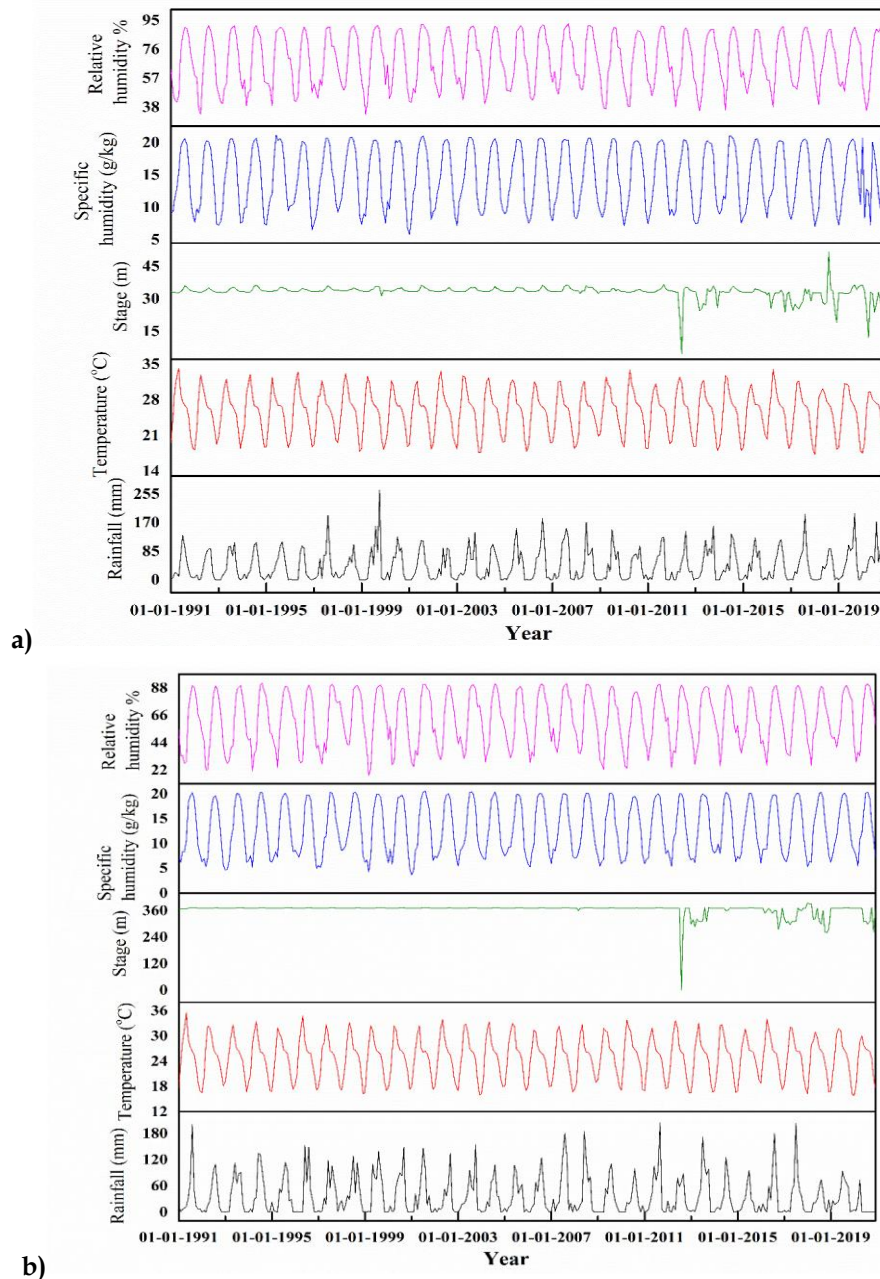 95
76
57
38
Relative
humidity %
20
15
10
5
Specific
humidity (g/kg)
45
30
15
Stage (m)
35
28
21
14
Temperature (°C)
255
170
85
0
Rainfall (mm)
01-01-1991 01-01-1995 01-01-1999 01-01-2003 01-01-2007 01-01-2011 01-01-2015 01-01-2019
Year
a)
88
66
44
22
Relative
humidity %
20
15
10
5
0
Specific
humidity (g/kg)
360
240
120
0
Stage (m)
36
30
24
18
12
Temperature (°C)
180
120
60
0
Rainfall (mm)
01-01-1991 01-01-1995 01-01-1999 01-01-2003 01-01-2007 01-01-2011 01-01-2015 01-01-2019
Year
b)